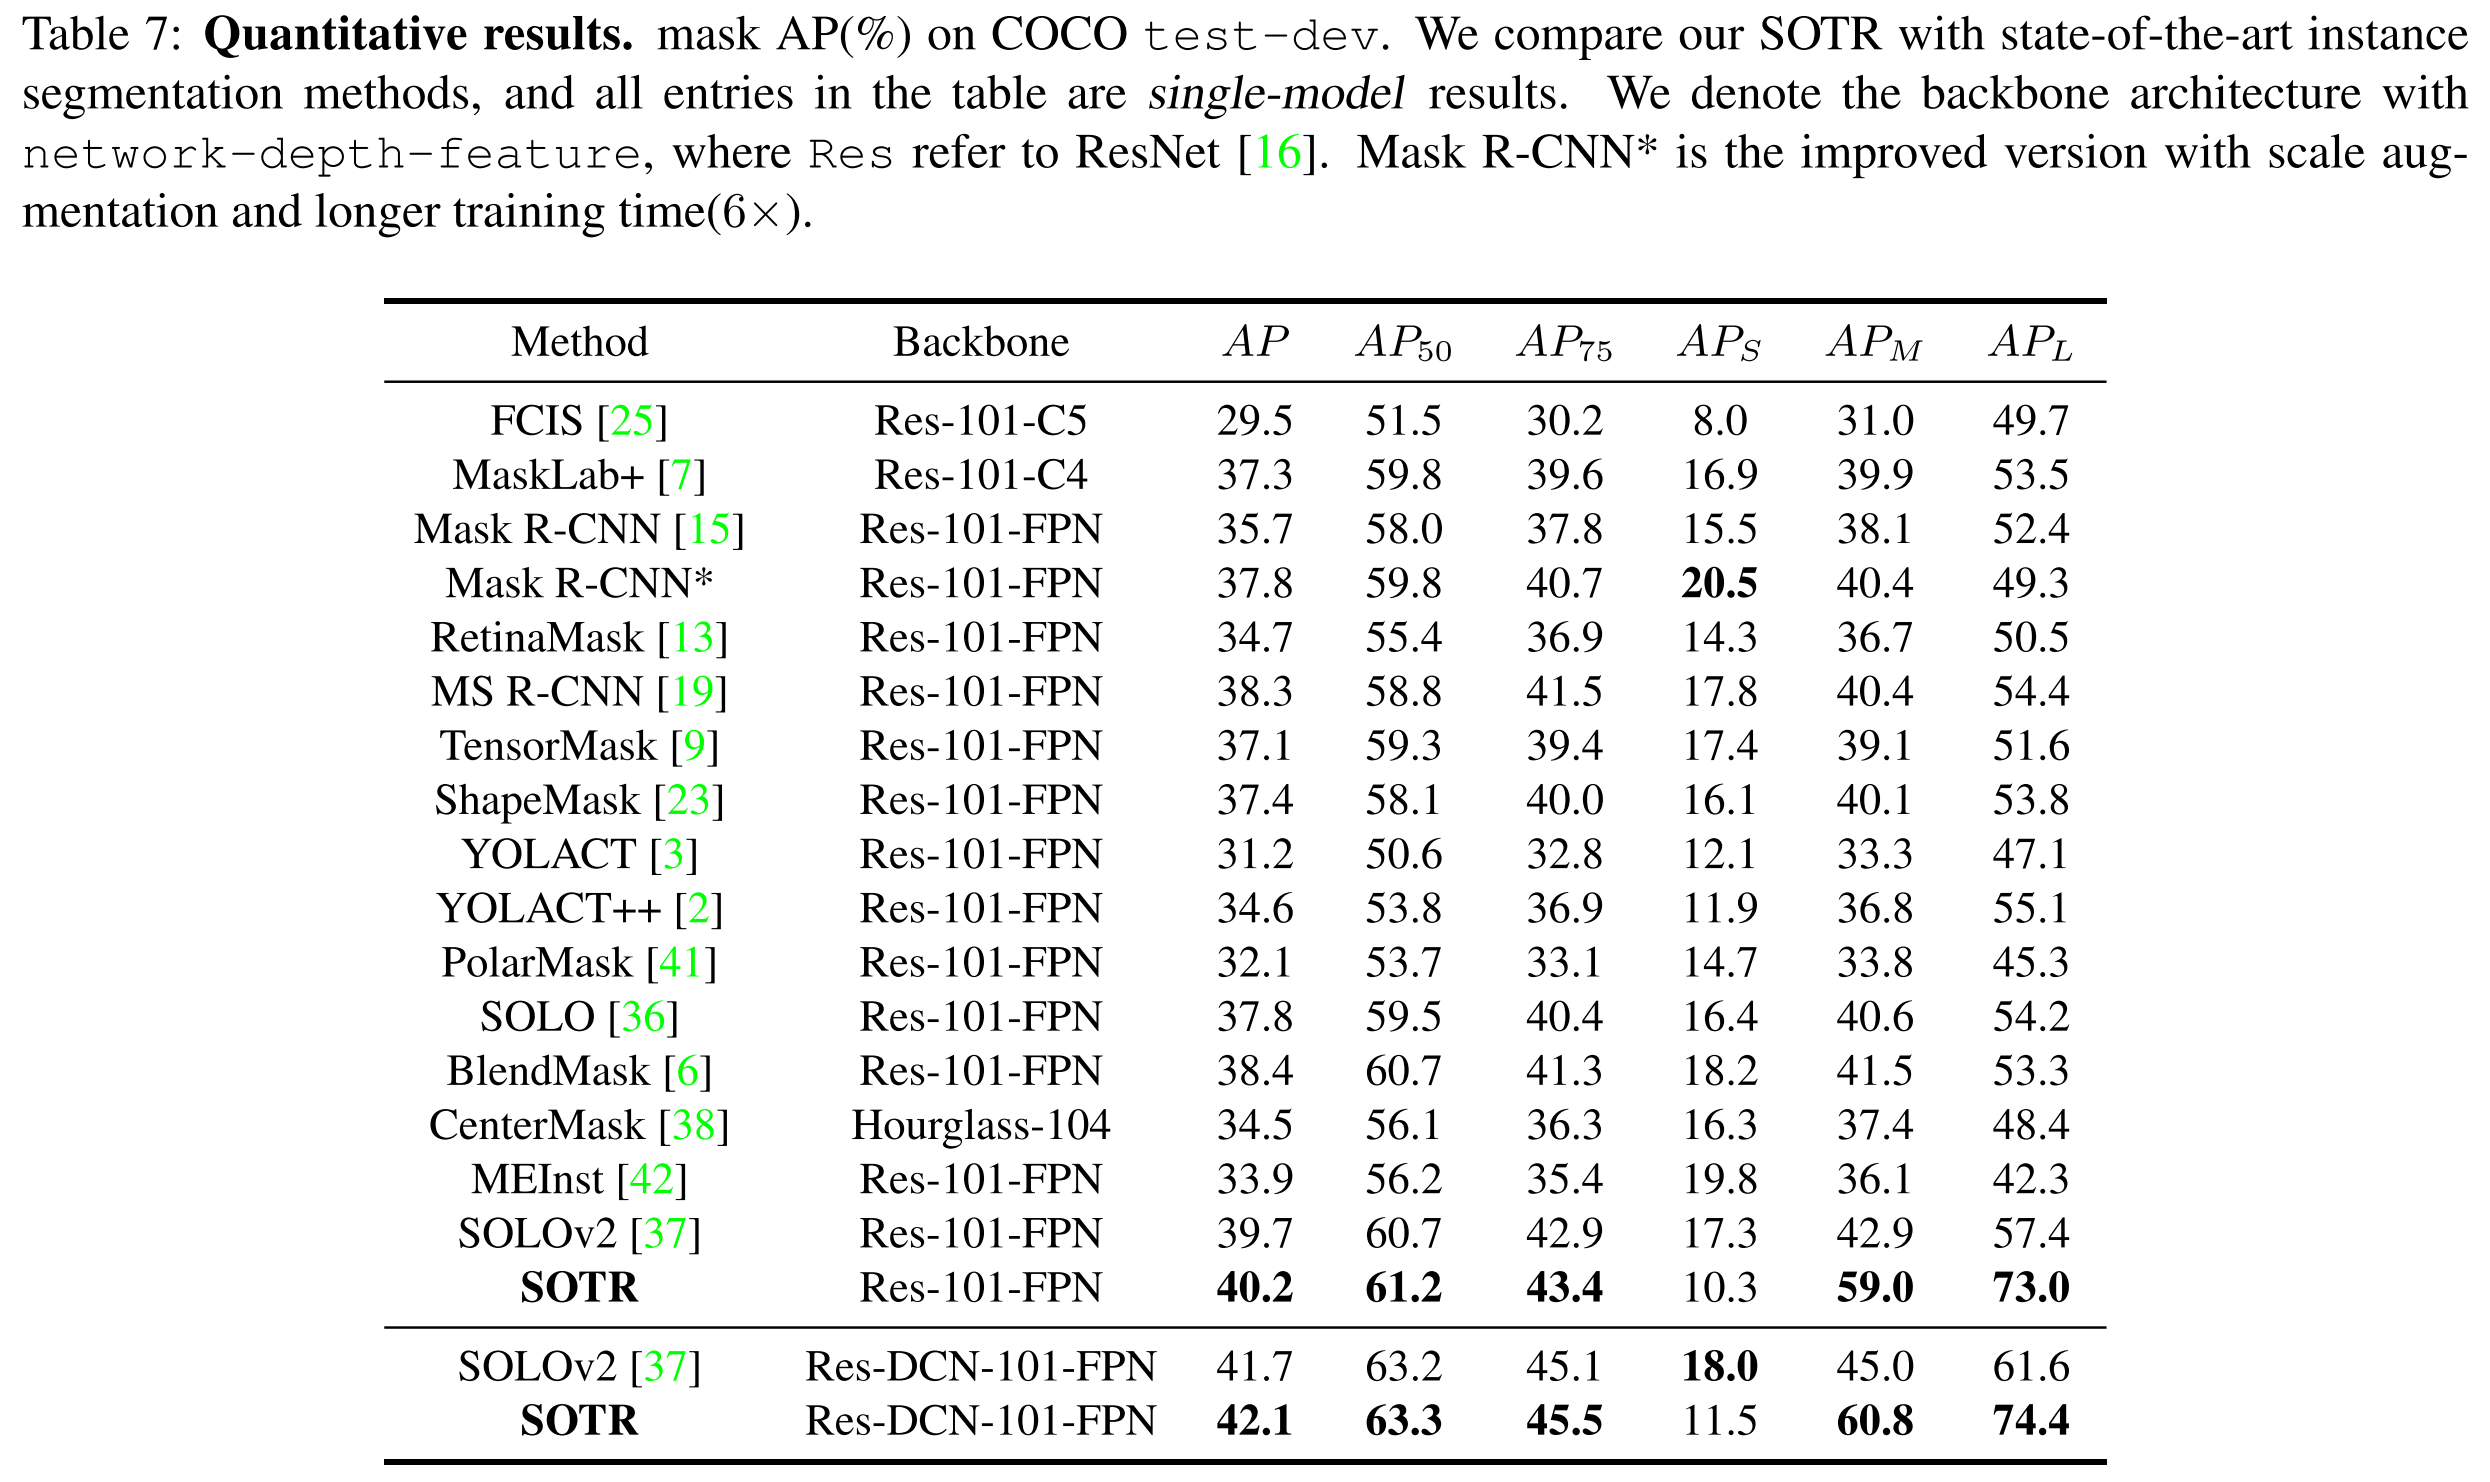 Table 7: Quantitative results. mask AP(%) on COCO test-dev. We compare our SOTR with state-of-the-art instance
segmentation methods, and all entries in the table are single-model results. We denote the backbone architecture with
network-depth-feature, where Res refer to ResNet [16]. Mask R-CNN* is the improved version with scale aug-
mentation and longer training time(6×).
Method Backbone AP AP50 AP75 APS APM APL
FCIS [25] Res-101-C5 29.5 51.5 30.2 8.0 31.0 49.7
MaskLab+ [7] Res-101-C4 37.3 59.8 39.6 16.9 39.9 53.5
Mask R-CNN [15] Res-101-FPN 35.7 58.0 37.8 15.5 38.1 52.4
Mask R-CNN* Res-101-FPN 37.8 59.8 40.7 20.5 40.4 49.3
RetinaMask [13] Res-101-FPN 34.7 55.4 36.9 14.3 36.7 50.5
MS R-CNN [19] Res-101-FPN 38.3 58.8 41.5 17.8 40.4 54.4
TensorMask [9] Res-101-FPN 37.1 59.3 39.4 17.4 39.1 51.6
ShapeMask [23] Res-101-FPN 37.4 58.1 40.0 16.1 40.1 53.8
YOLACT [3] Res-101-FPN 31.2 50.6 32.8 12.1 33.3 47.1
YOLACT++ [2] Res-101-FPN 34.6 53.8 36.9 11.9 36.8 55.1
PolarMask [41] Res-101-FPN 32.1 53.7 33.1 14.7 33.8 45.3
SOLO [36] Res-101-FPN 37.8 59.5 40.4 16.4 40.6 54.2
BlendMask [6] Res-101-FPN 38.4 60.7 41.3 18.2 41.5 53.3
CenterMask [38] Hourglass-104 34.5 56.1 36.3 16.3 37.4 48.4
MEInst [42] Res-101-FPN 33.9 56.2 35.4 19.8 36.1 42.3
SOLOv2 [37] Res-101-FPN 39.7 60.7 42.9 17.3 42.9 57.4
SOTR Res-101-FPN 40.2 61.2 43.4 10.3 59.0 73.0
SOLOv2 [37] Res-DCN-101-FPN 41.7 63.2 45.1 18.0 45.0 61.6
SOTR Res-DCN-101-FPN 42.1 63.3 45.5 11.5 60.8 74.4